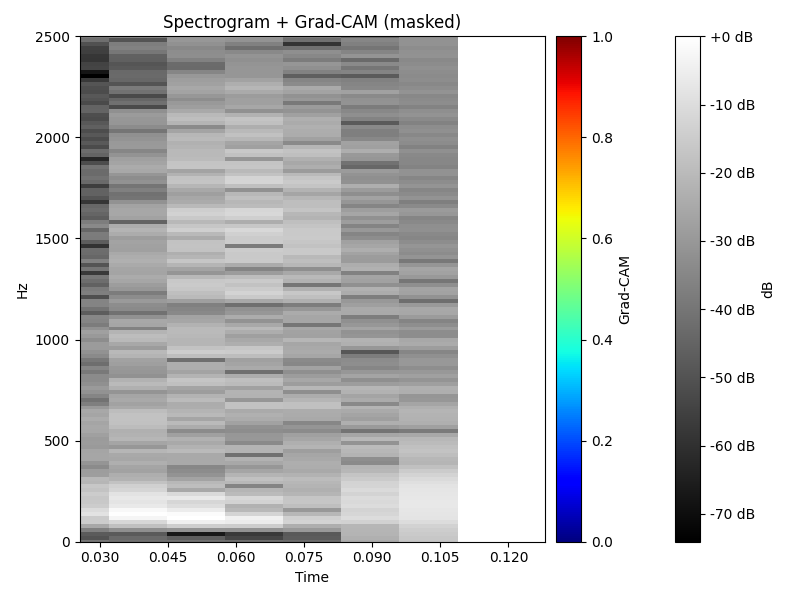 Spectrogram + Grad-CAM (masked)
2500
2000
1500
1000
500
0
Hz
0.030
0.045
0.060
0.075
0.090
0.105
0.120
Time
1.0
0.8
0.6
0.4
0.2
0.0
Grad-CAM
+0 dB
-10 dB
-20 dB
-30 dB
-40 dB
-50 dB
-60 dB
-70 dB
dB